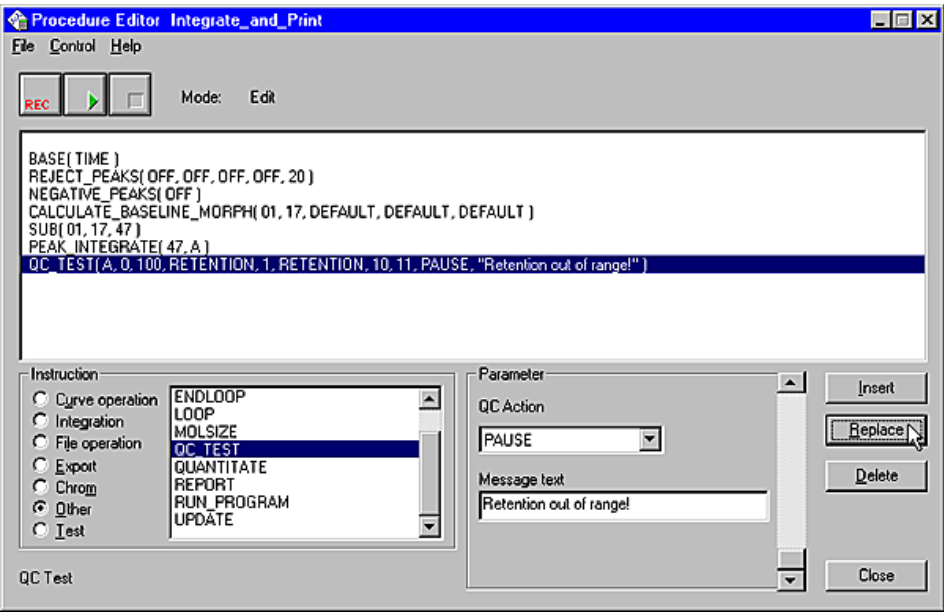 Procedure Editor Integrate_and_Print
File Control Help
REC
Mode: Edit
BASE( TIME )
REJECT_PEAKS( OFF, OFF, OFF, OFF, 20 )
NEGATIVE_PEAKS( OFF )
CALCULATE_BASELINE_MORPH( 01, 17, DEFAULT, DEFAULT, DEFAULT )
SUB( 01, 17, 47 )
PEAK_INTEGRATE( 47, A )
QC_TEST( A, 0, 100, RETENTION, 1, RETENTION, 10, 11, PAUSE, "Retention out of range!" )
Instruction
Curve operation
Integration
File operation
Export
Chrom
Other
Test
ENDLOOP
LOOP
MOLSIZE
QC_TEST
QUANTITATE
REPORT
RUN_PROGRAM
UPDATE
Parameter
QC Action
PAUSE
Message text
Retention out of range!
Insert
Replace
Delete
Close
QC Test